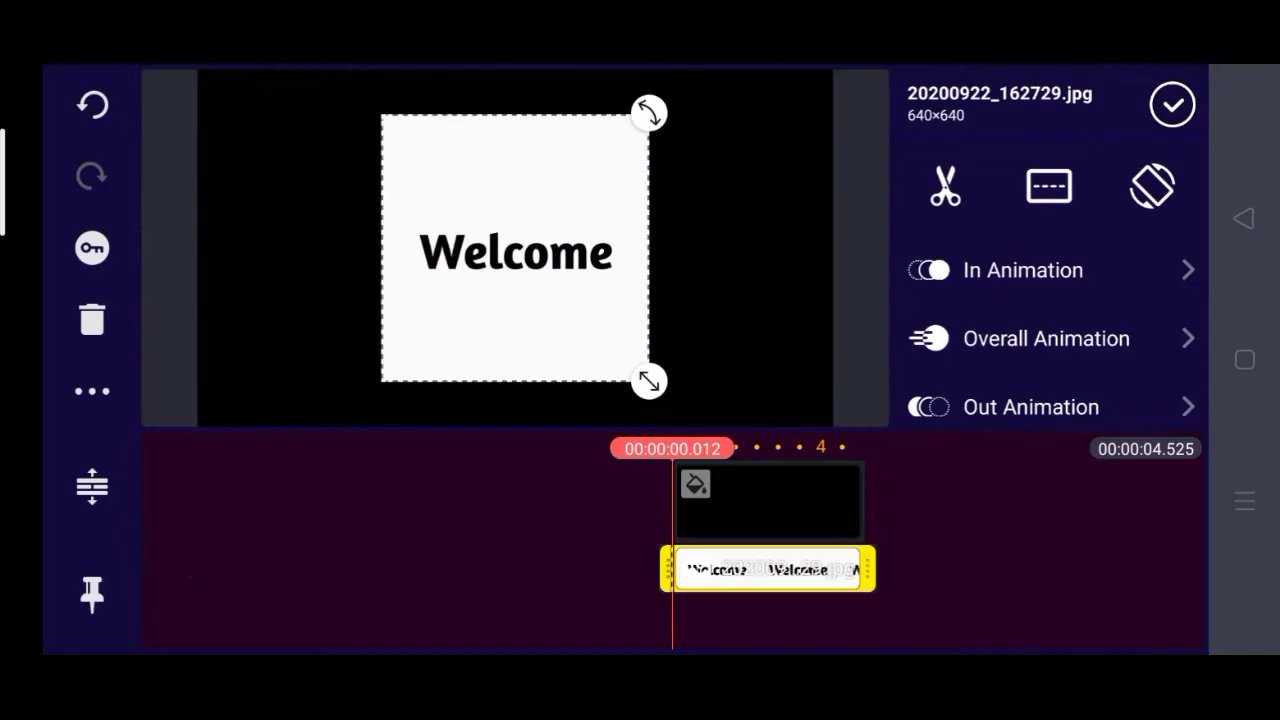 20200922_162729.jpg
640×640
Welcome
In Animation
Overall Animation
Out Animation
00:00:00.012
4
00:00:04.525
Welcome Welcome